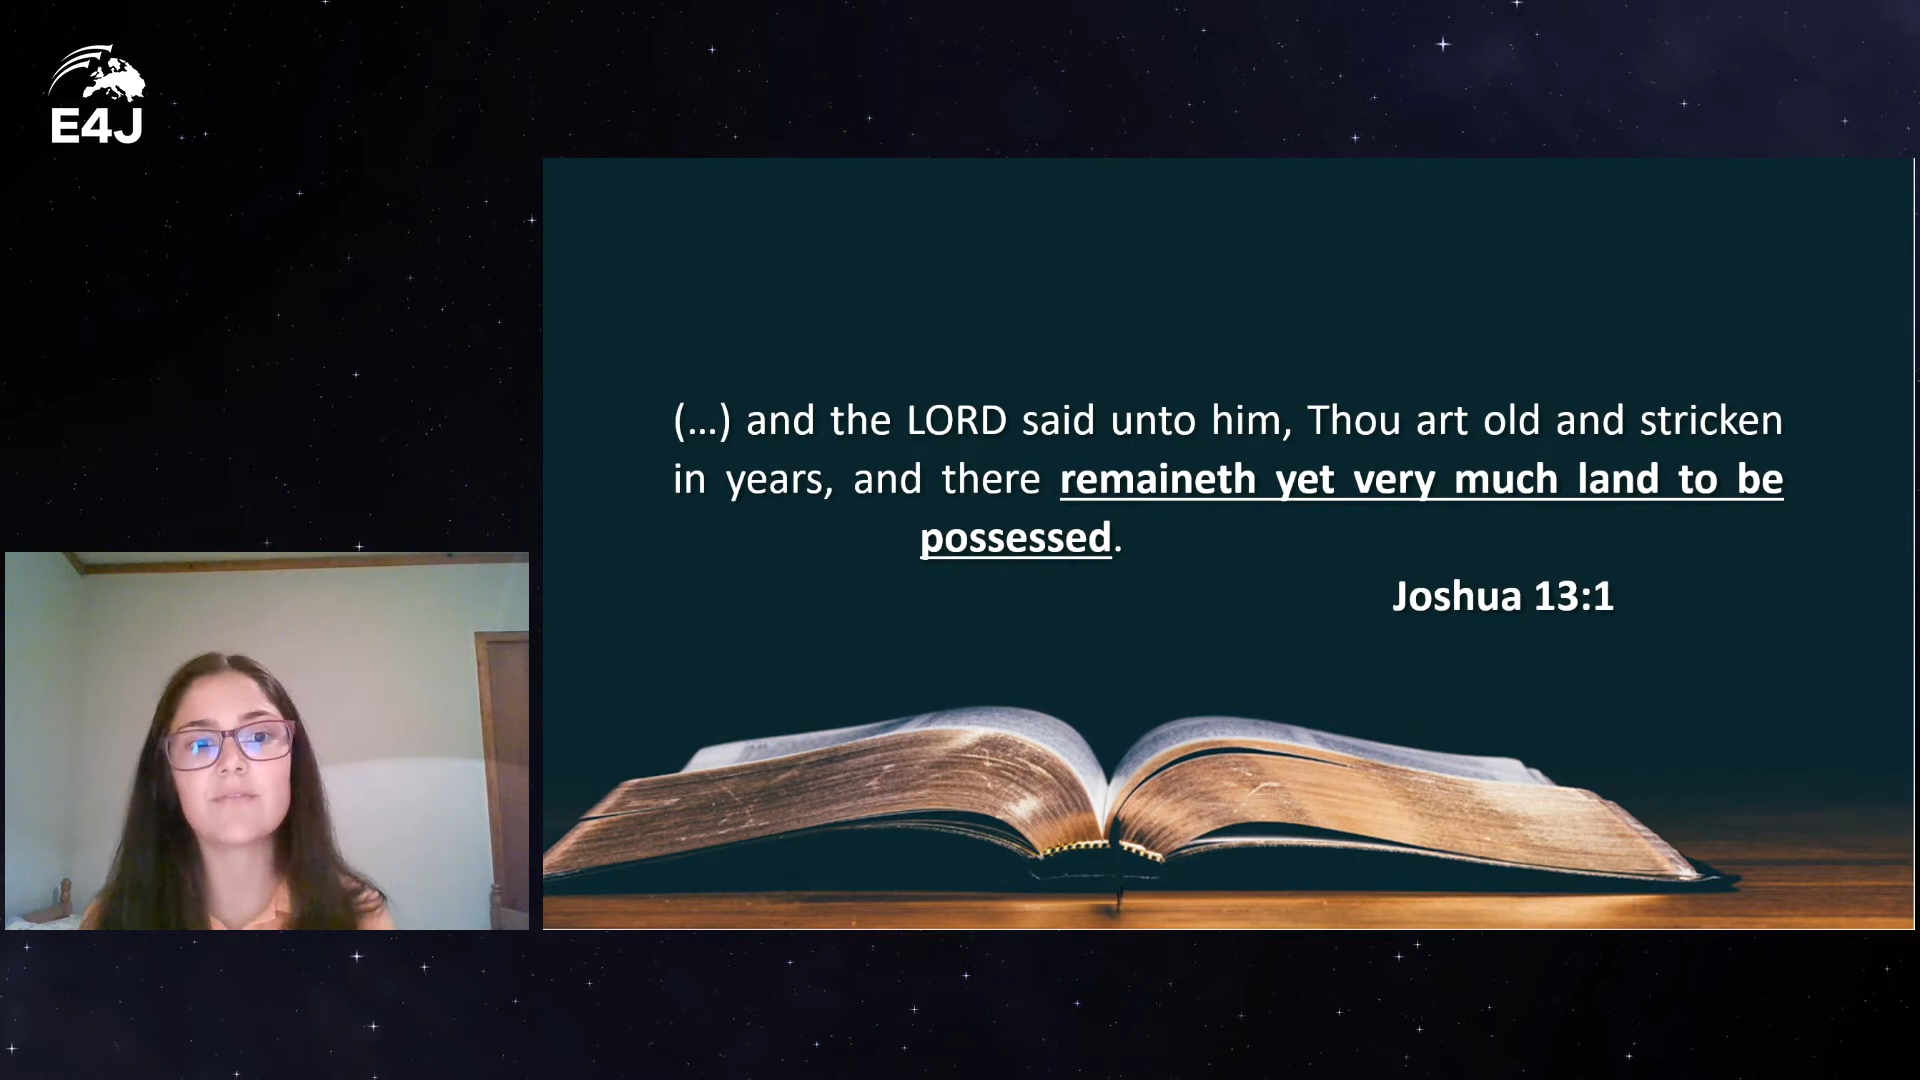 E4J
(…) and the LORD said unto him, Thou art old and stricken
in years, and there remaineth yet very much land to be
possessed.
Joshua 13:1